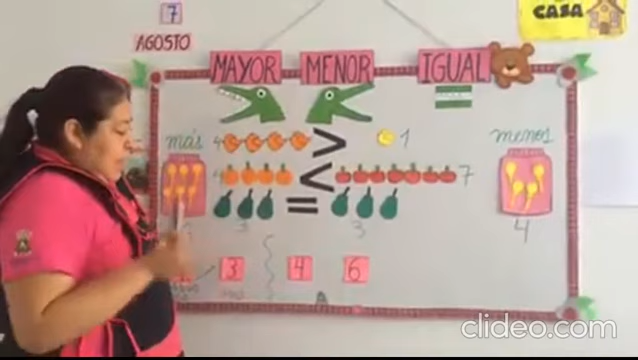 7
AGOSTO
CASA
MAYOR MENOR IGUAL
más
4 > 1
menos
4 < 7
3 = 3
4
3 4 6
clideo.com